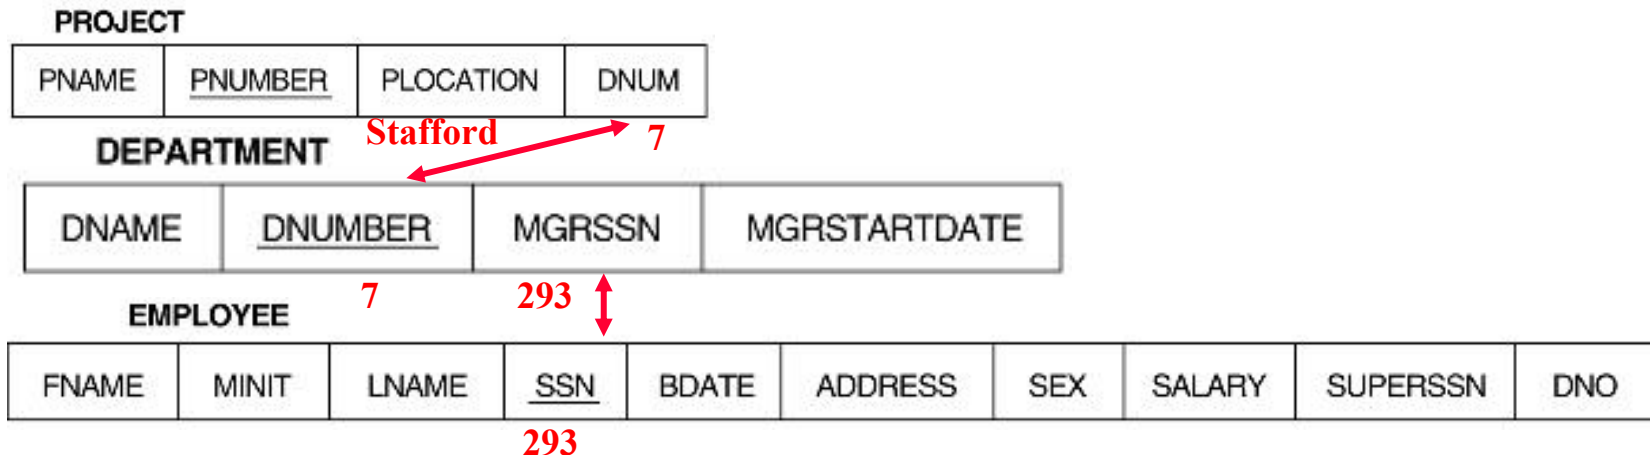 PROJECT
PNAME PNUMBER PLOCATION DNUM
Stafford 7
DEPARTMENT
DNAME DNUMBER MGRSSN MGRSTARTDATE
7 293
EMPLOYEE
FNAME MINIT LNAME SSN BDATE ADDRESS SEX SALARY SUPERSSN DNO
293